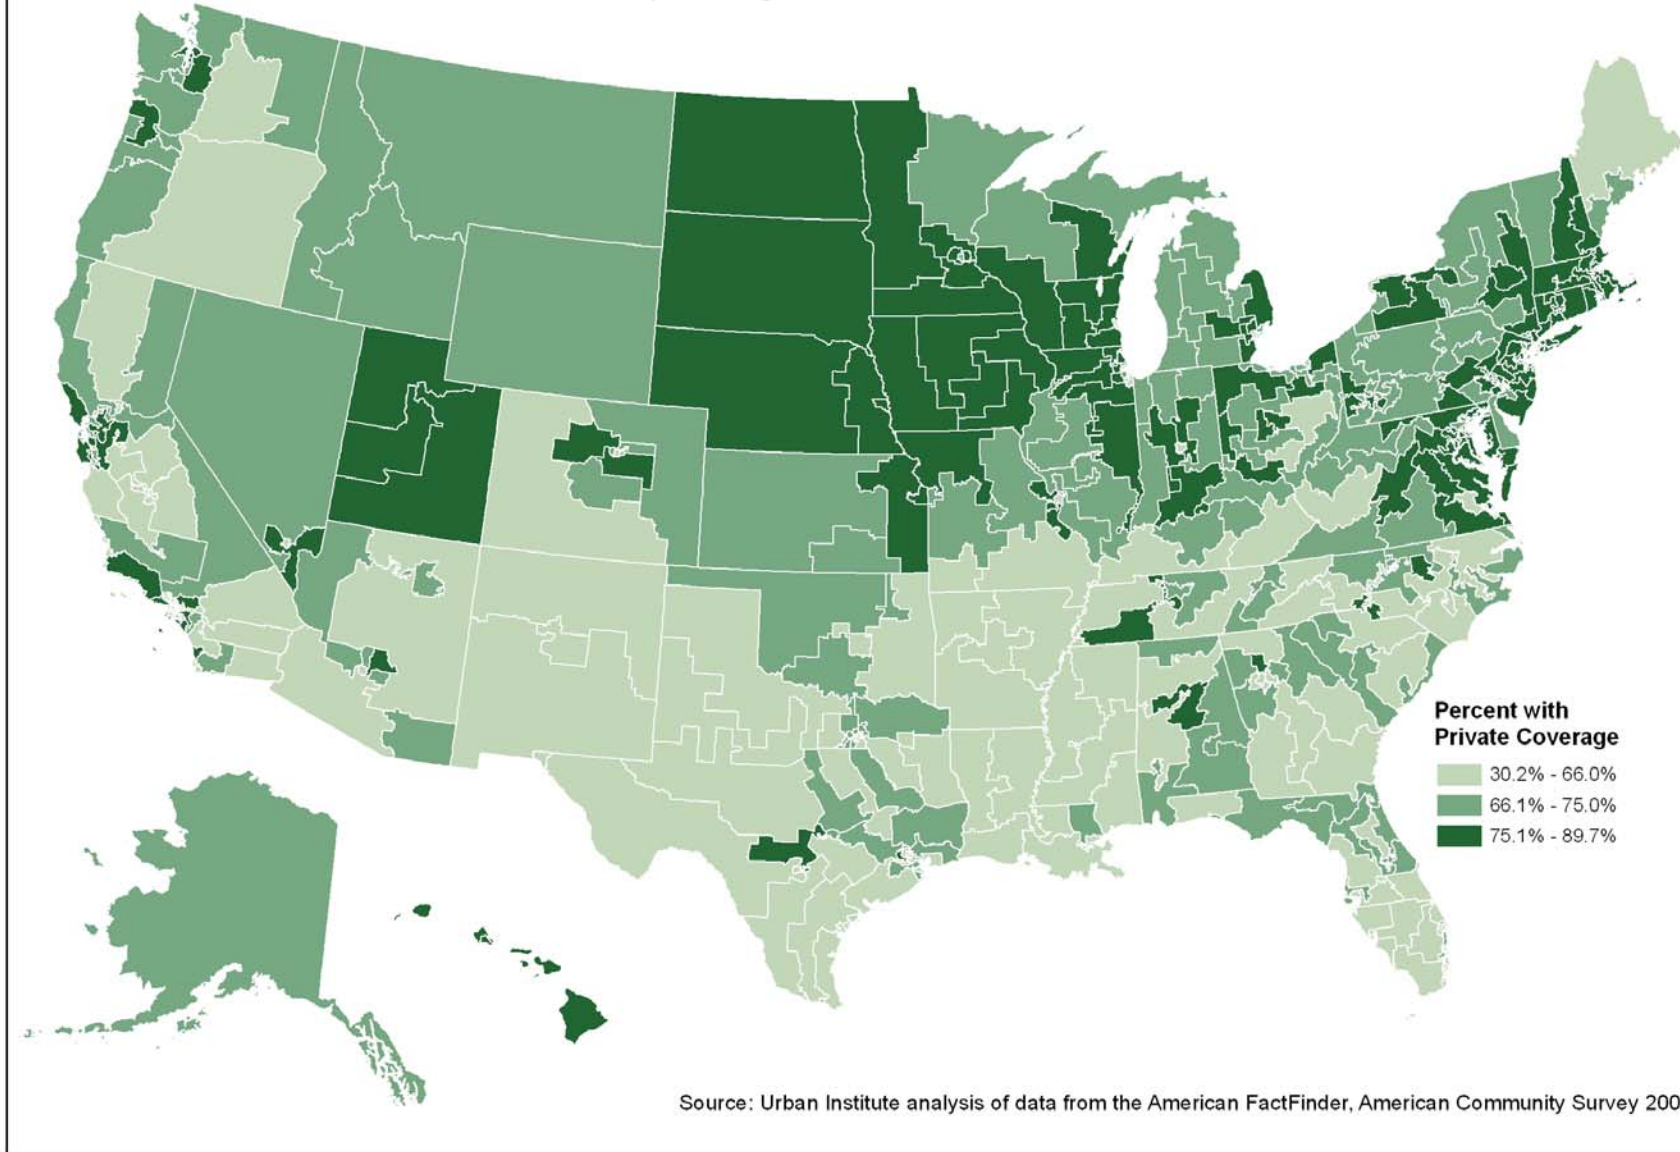 Percent with
Private Coverage
30.2% - 66.0%
66.1% - 75.0%
75.1% - 89.7%
Source: Urban Institute analysis of data from the American FactFinder, American Community Survey 200